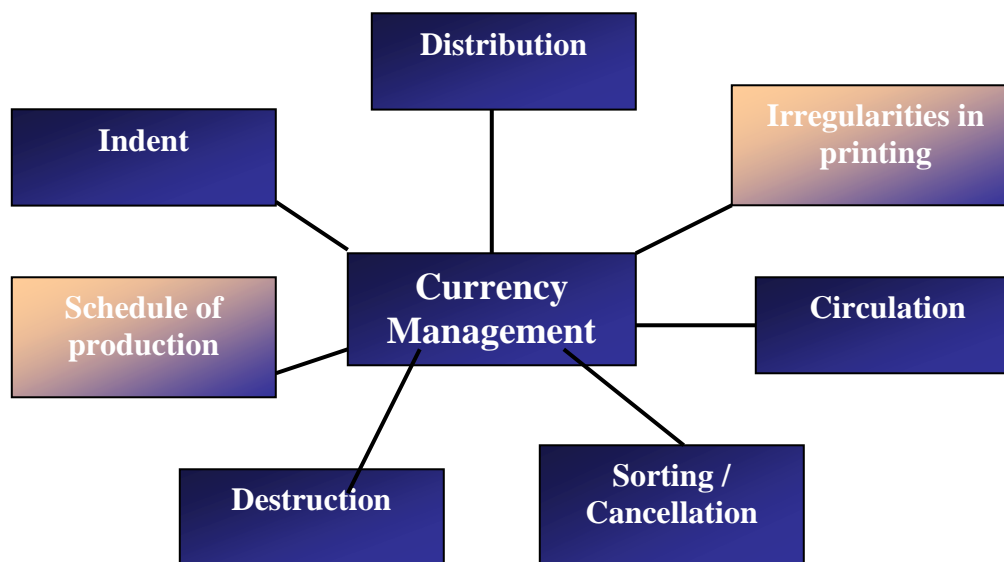 Distribution
Irregularities in
printing
Indent
Currency
Management
Circulation
Schedule of
production
Sorting /
Cancellation
Destruction